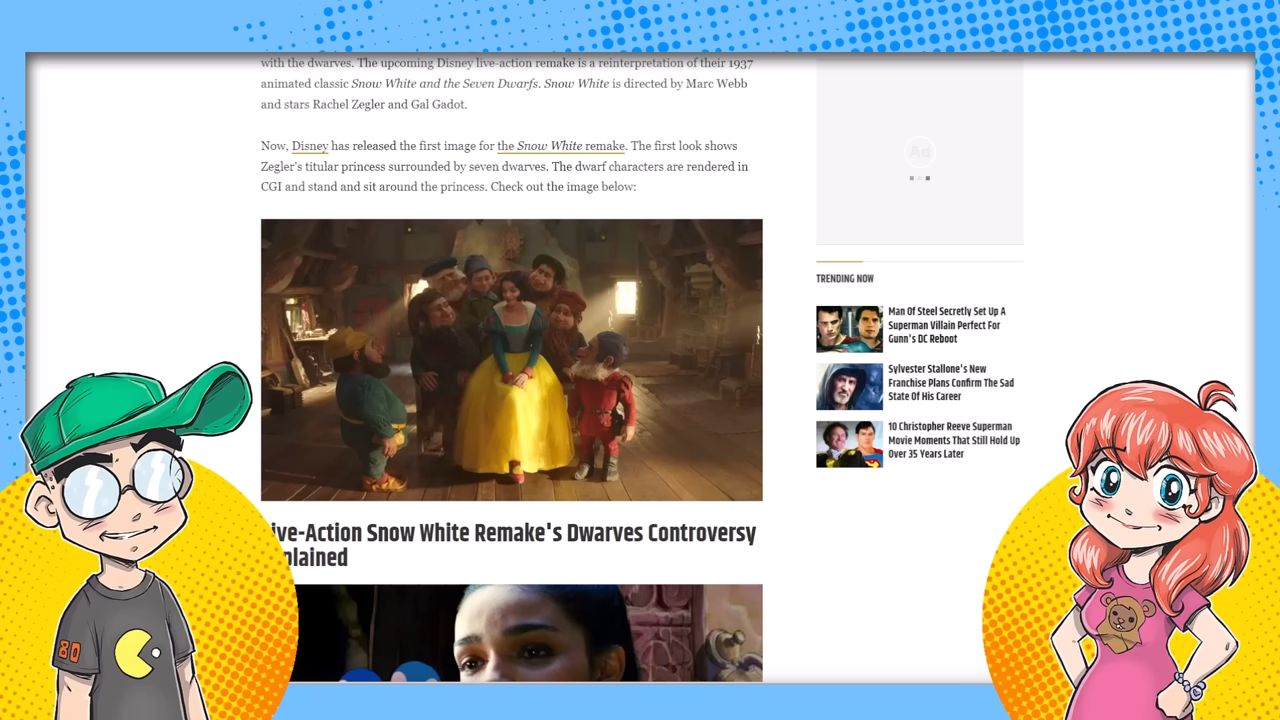 with the dwarves. The upcoming Disney live-action remake is a reinterpretation of their 1937
animated classic Snow White and the Seven Dwarfs. Snow White is directed by Marc Webb
and stars Rachel Zegler and Gal Gadot.
Now, Disney has released the first image for the Snow White remake. The first look shows
Zegler's titular princess surrounded by seven dwarves. The dwarf characters are rendered in
CGI and stand and sit around the princess. Check out the image below:
ive-Action Snow White Remake's Dwarves Controversy
plained
Ad
TRENDING NOW
Man Of Steel Secretly Set Up A
Superman Villain Perfect For
Gunn's DC Reboot
Sylvester Stallone's New
Franchise Plans Confirm The Sad
State Of His Career
10 Christopher Reeve Superman
Movie Moments That Still Hold Up
Over 35 Years Later
80